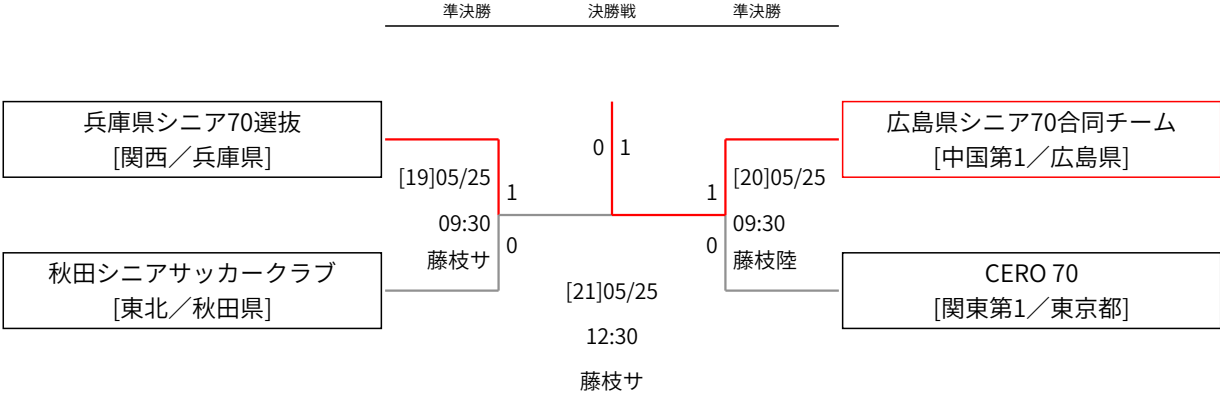 準決勝 決勝戦 準決勝
兵庫県シニア70選抜
[関西／兵庫県]
広島県シニア70合同チーム
[中国第1／広島県]
0 1
[19]05/25
1
09:30
0
藤枝サ
1
[20]05/25
09:30
0
藤枝陸
秋田シニアサッカークラブ
[東北／秋田県]
CERO 70
[関東第1／東京都]
[21]05/25
12:30
藤枝サ